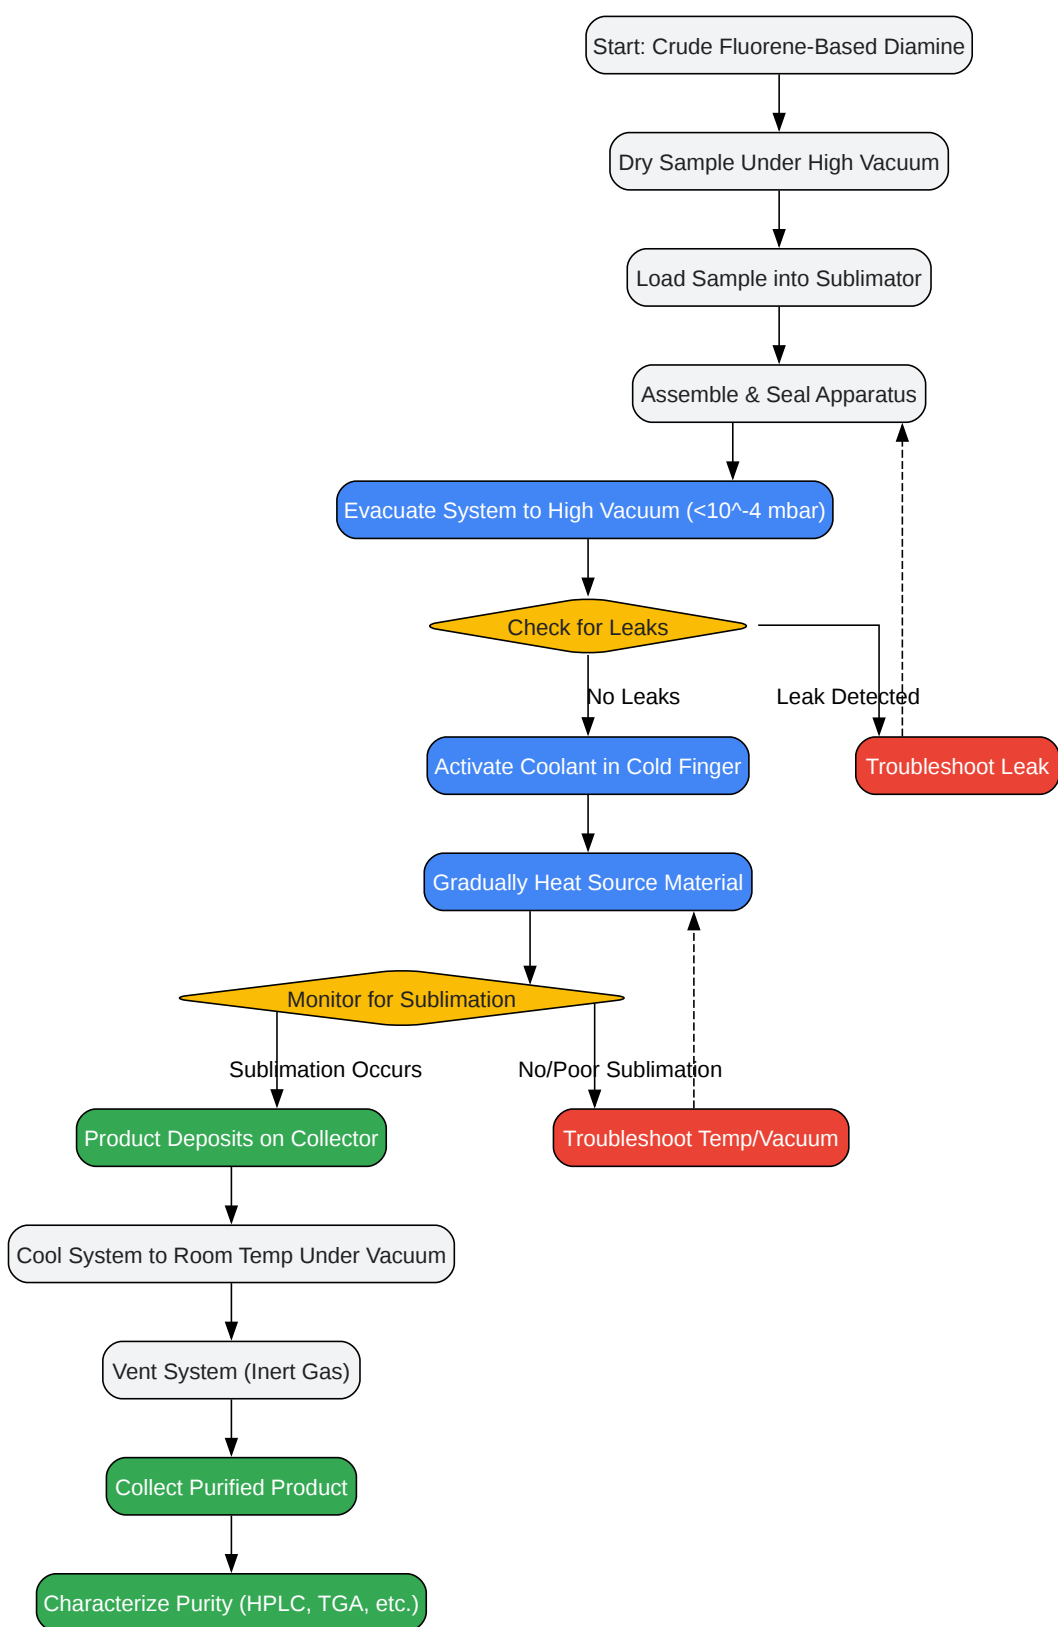 Start: Crude Fluorene-Based Diamine
Dry Sample Under High Vacuum
Load Sample into Sublimator
Assemble & Seal Apparatus
Evacuate System to High Vacuum (<10^-4 mbar)
Check for Leaks
No Leaks
Leak Detected
Activate Coolant in Cold Finger
Troubleshoot Leak
Gradually Heat Source Material
Monitor for Sublimation
Sublimation Occurs
No/Poor Sublimation
Product Deposits on Collector
Troubleshoot Temp/Vacuum
Cool System to Room Temp Under Vacuum
Vent System (Inert Gas)
Collect Purified Product
Characterize Purity (HPLC, TGA, etc.)